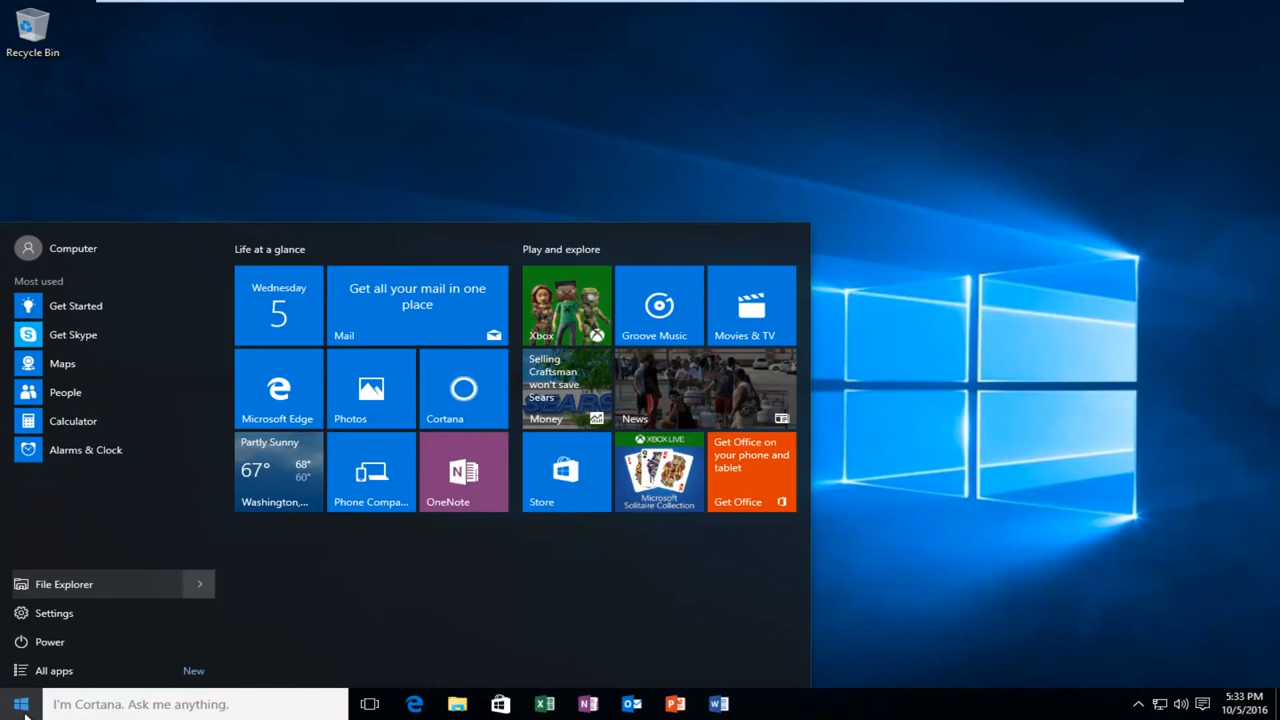 Recycle Bin
Computer
Most used
Get Started
Get Skype
Maps
People
Calculator
Alarms & Clock
File Explorer
Settings
Power
All apps
New
Life at a glance
Wednesday
5
Get all your mail in one
place
Mail
Microsoft Edge
Photos
Cortana
Partly Sunny
67°
68°
60°
Washington,...
Phone Compa...
OneNote
Play and explore
Xbox
Groove Music
Movies & TV
Selling
Craftsman
won't save
Sears
SEARS
Money
News
Store
XBOX LIVE
Microsoft
Solitaire Collection
Get Office on
your phone and
tablet
Get Office
I'm Cortana. Ask me anything.
5:33 PM
10/5/2016